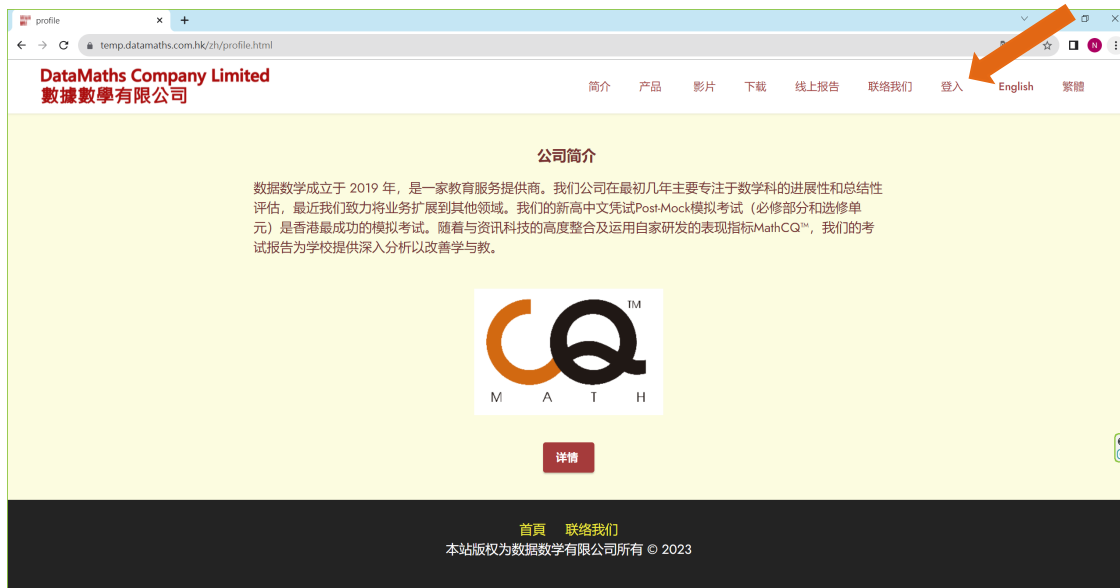 profile
temp.datamaths.com.hk/zh/profile.html
N
DataMaths Company Limited
數據數學有限公司
简介 产品 影片 下载 线上报告 联络我们 登入 English 繁體
公司简介
数据数学成立于 2019 年，是一家教育服务提供商。我们公司在最初几年主要专注于数学科的进展性和总结性
评估，最近我们致力将业务扩展到其他领域。我们的新高中文凭试Post-Mock模拟考试（必修部分和选修单
元）是香港最成功的模拟考试。随着与资讯科技的高度整合及运用自家研发的表现指标MathCQ™，我们的考
试报告为学校提供深入分析以改善学与教。
CQ™
M A T H
详情
首頁 联络我们
本站版权为数据数学有限公司所有 © 2023